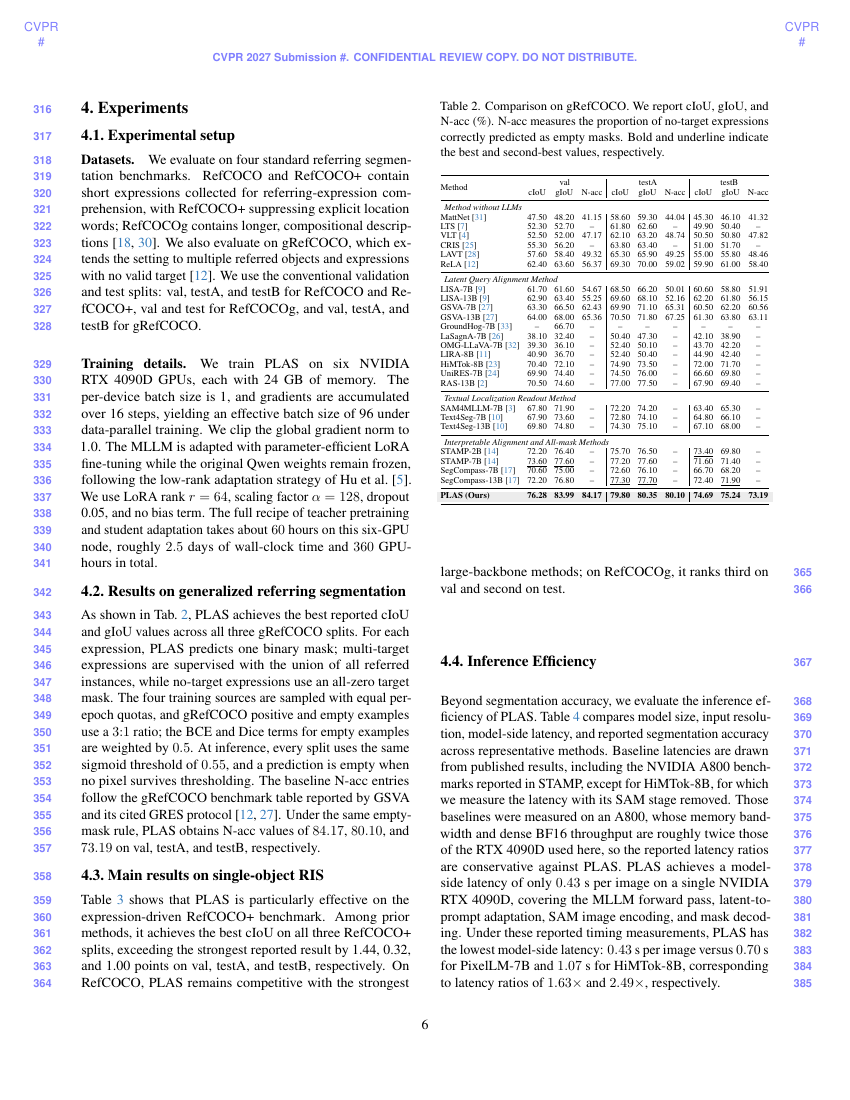 CVPR
#
CVPR
#
CVPR 2027 Submission #. CONFIDENTIAL REVIEW COPY. DO NOT DISTRIBUTE.
316 4. Experiments
317 4.1. Experimental setup
318 Datasets. We evaluate on four standard referring segmen-
319 tation benchmarks. RefCOCO and RefCOCO+ contain
320 short expressions collected for referring-expression com-
321 prehension, with RefCOCO+ suppressing explicit location
322 words; RefCOCOg contains longer, compositional descrip-
323 tions [18, 30]. We also evaluate on gRefCOCO, which ex-
324 tends the setting to multiple referred objects and expressions
325 with no valid target [12]. We use the conventional validation
326 and test splits: val, testA, and testB for RefCOCO and Re-
327 fCOCO+, val and test for RefCOCOg, and val, testA, and
328 testB for gRefCOCO.
329 Training details. We train PLAS on six NVIDIA
330 RTX 4090D GPUs, each with 24 GB of memory. The
331 per-device batch size is 1, and gradients are accumulated
332 over 16 steps, yielding an effective batch size of 96 under
333 data-parallel training. We clip the global gradient norm to
334 1.0. The MLLM is adapted with parameter-efficient LoRA
335 fine-tuning while the original Qwen weights remain frozen,
336 following the low-rank adaptation strategy of Hu et al. [5].
337 We use LoRA rank r = 64, scaling factor α = 128, dropout
338 0.05, and no bias term. The full recipe of teacher pretraining
339 and student adaptation takes about 60 hours on this six-GPU
340 node, roughly 2.5 days of wall-clock time and 360 GPU-
341 hours in total.
342 4.2. Results on generalized referring segmentation
343 As shown in Tab. 2, PLAS achieves the best reported cIoU
344 and gIoU values across all three gRefCOCO splits. For each
345 expression, PLAS predicts one binary mask; multi-target
346 expressions are supervised with the union of all referred
347 instances, while no-target expressions use an all-zero target
348 mask. The four training sources are sampled with equal per-
349 epoch quotas, and gRefCOCO positive and empty examples
350 use a 3:1 ratio; the BCE and Dice terms for empty examples
351 are weighted by 0.5. At inference, every split uses the same
352 sigmoid threshold of 0.55, and a prediction is empty when
353 no pixel survives thresholding. The baseline N-acc entries
354 follow the gRefCOCO benchmark table reported by GSVA
355 and its cited GRES protocol [12, 27]. Under the same empty-
356 mask rule, PLAS obtains N-acc values of 84.17, 80.10, and
357 73.19 on val, testA, and testB, respectively.
358 4.3. Main results on single-object RIS
359 Table 3 shows that PLAS is particularly effective on the
360 expression-driven RefCOCO+ benchmark. Among prior
361 methods, it achieves the best cIoU on all three RefCOCO+
362 splits, exceeding the strongest reported result by 1.44, 0.32,
363 and 1.00 points on val, testA, and testB, respectively. On
364 RefCOCO, PLAS remains competitive with the strongest
Table 2. Comparison on gRefCOCO. We report cIoU, gIoU, and
N-acc (%). N-acc measures the proportion of no-target expressions
correctly predicted as empty masks. Bold and underline indicate
the best and second-best values, respectively.
Method val testA testB
cIoU gIoU N-acc cIoU gIoU N-acc cIoU gIoU N-acc
Method without LLMs
MattNet [31] 47.50 48.20 41.15 58.60 59.30 44.04 45.30 46.10 41.32
LTS [7] 52.30 52.70 – 61.80 62.60 – 49.90 50.40 –
VLT [4] 52.50 52.00 47.17 62.10 63.20 48.74 50.50 50.80 47.82
CRIS [25] 55.30 56.20 – 63.80 63.40 – 51.00 51.70 –
LAVT [28] 57.60 58.40 49.32 65.30 65.90 49.25 55.00 55.80 48.46
ReLA [12] 62.40 63.60 56.37 69.30 70.00 59.02 59.90 61.00 58.40
Latent Query Alignment Method
LISA-7B [9] 61.70 61.60 54.67 68.50 66.20 50.01 60.60 58.80 51.91
LISA-13B [9] 62.90 63.40 55.25 69.60 68.10 52.16 62.20 61.80 56.15
GSVA-7B [27] 63.30 66.50 62.43 69.90 71.10 65.31 60.50 62.20 60.56
GSVA-13B [27] 64.00 68.00 65.36 70.50 71.80 67.25 61.30 63.80 63.11
GroundHog-7B [33] – 66.70 – – – – – – –
LaSagnA-7B [26] 38.10 32.40 – 50.40 47.30 – 42.10 38.90 –
OMG-LLaVA-7B [32] 39.30 36.10 – 52.40 50.10 – 43.70 42.20 –
LIRA-8B [11] 40.90 36.70 – 52.40 50.40 – 44.90 42.40 –
HiMTok-8B [23] 70.40 72.10 – 74.90 73.50 – 72.00 71.70 –
UniRES-7B [24] 69.90 74.40 – 74.50 76.00 – 66.60 69.80 –
RAS-13B [2] 70.50 74.60 – 77.00 77.50 – 67.90 69.40 –
Textual Localization Readout Method
SAM4MLLM-7B [3] 67.80 71.90 – 72.20 74.20 – 63.40 65.30 –
Text4Seg-7B [10] 67.90 73.60 – 72.80 74.10 – 64.80 66.10 –
Text4Seg-13B [10] 69.80 74.80 – 74.30 75.10 – 67.10 68.00 –
Interpretable Alignment and All-mask Methods
STAMP-2B [14] 72.20 76.40 – 75.70 76.50 – 73.40 69.80 –
STAMP-7B [14] 73.60 77.60 – 77.20 77.60 – 71.60 71.40 –
SegCompass-7B [17] 70.60 75.00 – 72.60 76.10 – 66.70 68.20 –
SegCompass-13B [17] 72.20 76.80 – 77.30 77.70 – 72.40 71.90 –
PLAS (Ours) 76.28 83.99 84.17 79.80 80.35 80.10 74.69 75.24 73.19
large-backbone methods; on RefCOCOg, it ranks third on 365
val and second on test. 366
4.4. Inference Efficiency 367
Beyond segmentation accuracy, we evaluate the inference ef- 368
ficiency of PLAS. Table 4 compares model size, input resolu- 369
tion, model-side latency, and reported segmentation accuracy 370
across representative methods. Baseline latencies are drawn 371
from published results, including the NVIDIA A800 bench- 372
marks reported in STAMP, except for HiMTok-8B, for which 373
we measure the latency with its SAM stage removed. Those 374
baselines were measured on an A800, whose memory band- 375
width and dense BF16 throughput are roughly twice those 376
of the RTX 4090D used here, so the reported latency ratios 377
are conservative against PLAS. PLAS achieves a model- 378
side latency of only 0.43 s per image on a single NVIDIA 379
RTX 4090D, covering the MLLM forward pass, latent-to- 380
prompt adaptation, SAM image encoding, and mask decod- 381
ing. Under these reported timing measurements, PLAS has 382
the lowest model-side latency: 0.43 s per image versus 0.70 s 383
for PixelLM-7B and 1.07 s for HiMTok-8B, corresponding 384
to latency ratios of 1.63× and 2.49×, respectively. 385
6